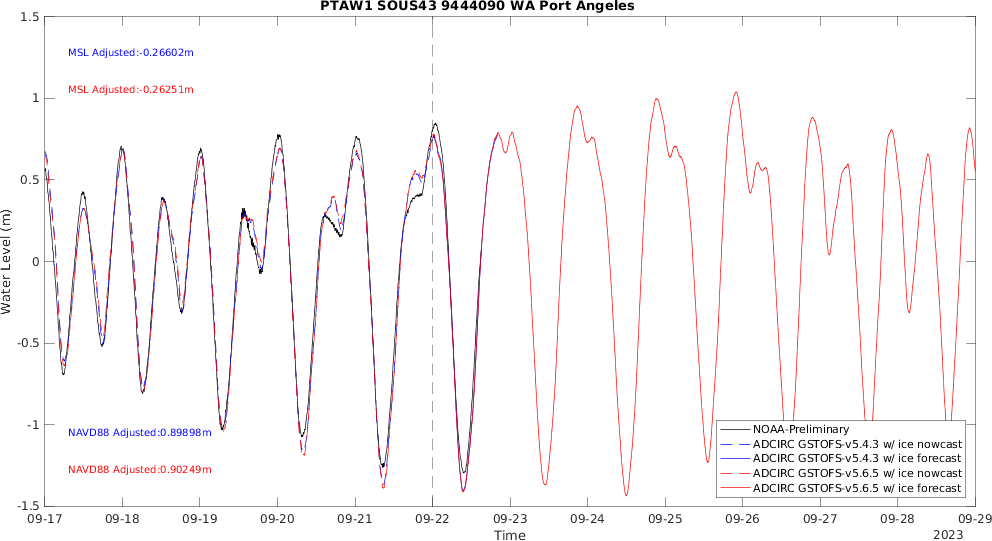 PTAW1 SOUS43 9444090 WA Port Angeles
1.5
1
0.5
0
-0.5
-1
-1.5
Water Level (m)
MSL Adjusted:-0.26602m
MSL Adjusted:-0.26251m
NAVD88 Adjusted:0.89898m
NAVD88 Adjusted:0.90249m
NOAA-Preliminary
ADCIRC GSTOFS-v5.4.3 w/ ice nowcast
ADCIRC GSTOFS-v5.4.3 w/ ice forecast
ADCIRC GSTOFS-v5.6.5 w/ ice nowcast
ADCIRC GSTOFS-v5.6.5 w/ ice forecast
09-17 09-18 09-19 09-20 09-21 09-22 09-23 09-24 09-25 09-26 09-27 09-28 09-29
Time
2023